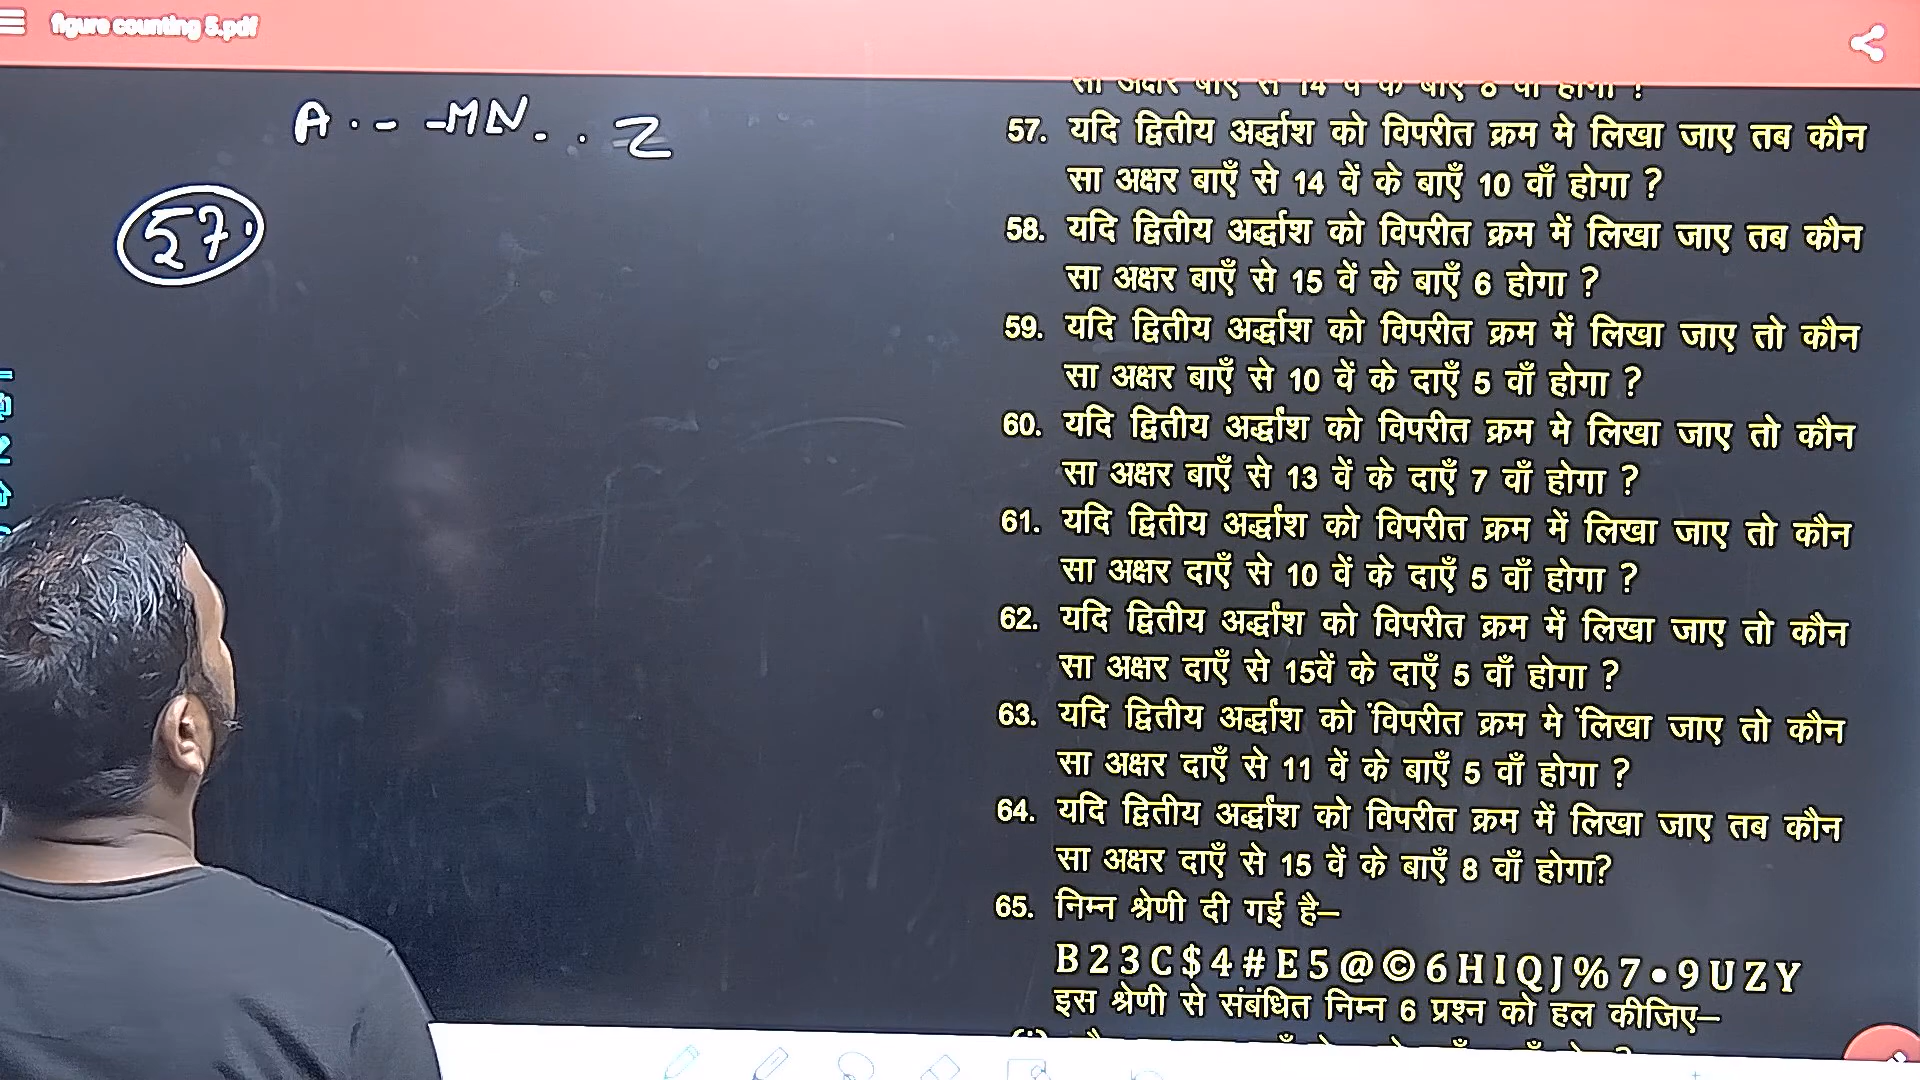 figure counting 5.pdf
A . - - M N - . . Z
57.
सा अक्षर बाएँ से 14 वें के बाएँ 8 वाँ होगा ?
57. यदि द्वितीय अर्द्धाश को विपरीत क्रम मे लिखा जाए तब कौन
सा अक्षर बाएँ से 14 वें के बाएँ 10 वाँ होगा ?
58. यदि द्वितीय अर्द्धाश को विपरीत क्रम में लिखा जाए तब कौन
सा अक्षर बाएँ से 15 वें के बाएँ 6 होगा ?
59. यदि द्वितीय अर्द्धाश को विपरीत क्रम में लिखा जाए तो कौन
सा अक्षर बाएँ से 10 वें के दाएँ 5 वाँ होगा ?
60. यदि द्वितीय अर्द्धांश को विपरीत क्रम मे लिखा जाए तो कौन
सा अक्षर बाएँ से 13 वें के दाएँ 7 वाँ होगा ?
61. यदि द्वितीय अर्द्धांश को विपरीत क्रम में लिखा जाए तो कौन
सा अक्षर दाएँ से 10 वें के दाएँ 5 वाँ होगा ?
62. यदि द्वितीय अर्द्धांश को विपरीत क्रम में लिखा जाए तो कौन
सा अक्षर दाएँ से 15वें के दाएँ 5 वाँ होगा ?
63. यदि द्वितीय अर्द्धांश को विपरीत क्रम मे लिखा जाए तो कौन
सा अक्षर दाएँ से 11 वें के बाएँ 5 वाँ होगा ?
64. यदि द्वितीय अर्द्धांश को विपरीत क्रम में लिखा जाए तब कौन
सा अक्षर दाएँ से 15 वें के बाएँ 8 वाँ होगा?
65. निम्न श्रेणी दी गई है–
B 2 3 C $ 4 # E 5 @ © 6 H I Q J % 7 • 9 U Z Y
इस श्रेणी से संबंधित निम्न 6 प्रश्न को हल कीजिए–